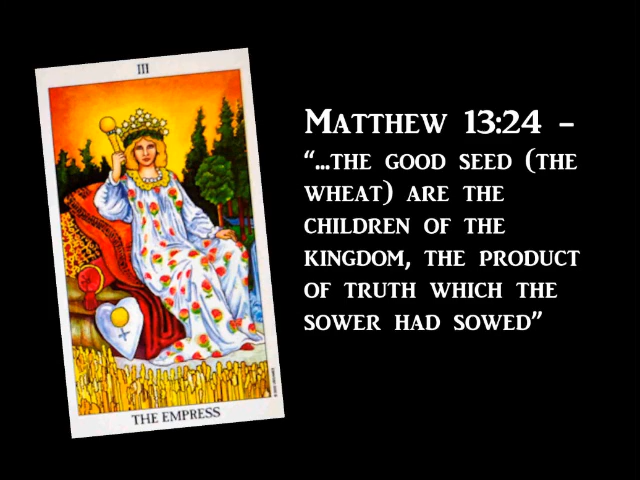 III
THE EMPRESS
MATTHEW 13:24 –
“...THE GOOD SEED (THE
WHEAT) ARE THE
CHILDREN OF THE
KINGDOM, THE PRODUCT
OF TRUTH WHICH THE
SOWER HAD SOWED”